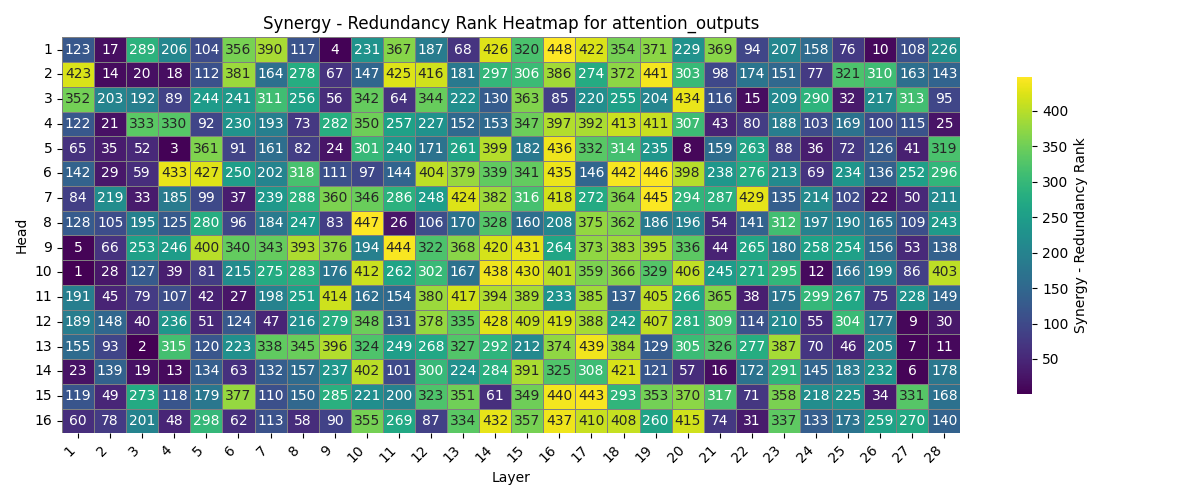 Synergy - Redundancy Rank Heatmap for attention_outputs
1 123 17 289 206 104 356 390 117 4 231 367 187 68 426 320 448 422 354 371 229 369 94 207 158 76 10 108 226
2 423 14 20 18 112 381 164 278 67 147 425 416 181 297 306 386 274 372 441 303 98 174 151 77 321 310 163 143
3 352 203 192 89 244 241 311 256 56 342 64 344 222 130 363 85 220 255 204 434 116 15 209 290 32 217 313 95
4 122 21 333 330 92 230 193 73 282 350 257 227 152 153 347 397 392 413 411 307 43 80 188 103 169 100 115 25
5 65 35 52 3 361 91 161 82 24 301 240 171 261 399 182 436 332 314 235 8 159 263 88 36 72 126 41 319
6 142 29 59 433 427 250 202 318 111 97 144 404 379 339 341 435 146 442 446 398 238 276 213 69 234 136 252 296
7 84 219 33 185 99 37 239 288 360 346 286 248 424 382 316 418 272 364 445 294 287 429 135 214 102 22 50 211
8 128 105 195 125 280 96 184 247 83 447 26 106 170 328 160 208 375 362 186 196 54 141 312 197 190 165 109 243
9 5 66 253 246 400 340 343 393 376 194 444 322 368 420 431 264 373 383 395 336 44 265 180 258 254 156 53 138
10 1 28 127 39 81 215 275 283 176 412 262 302 167 438 430 401 359 366 329 406 245 271 295 12 166 199 86 403
11 191 45 79 107 42 27 198 251 414 162 154 380 417 394 389 233 385 137 405 266 365 38 175 299 267 75 228 149
12 189 148 40 236 51 124 47 216 279 348 131 378 335 428 409 419 388 242 407 281 309 114 210 55 304 177 9 30
13 155 93 2 315 120 223 338 345 396 324 249 268 327 292 212 374 439 384 129 305 326 277 387 70 46 205 7 11
14 23 139 19 13 134 63 132 157 237 402 101 300 224 284 391 325 308 421 121 57 16 172 291 145 183 232 6 178
15 119 49 273 118 179 377 110 150 285 221 200 323 351 61 349 440 443 293 353 370 317 71 358 218 225 34 331 168
16 60 78 201 48 298 62 113 58 90 355 269 87 334 432 357 437 410 408 260 415 74 31 337 133 173 259 270 140
1 2 3 4 5 6 7 8 9 10 11 12 13 14 15 16 17 18 19 20 21 22 23 24 25 26 27 28
Layer
Head
400
350
300
250
200
150
100
50
Synergy - Redundancy Rank